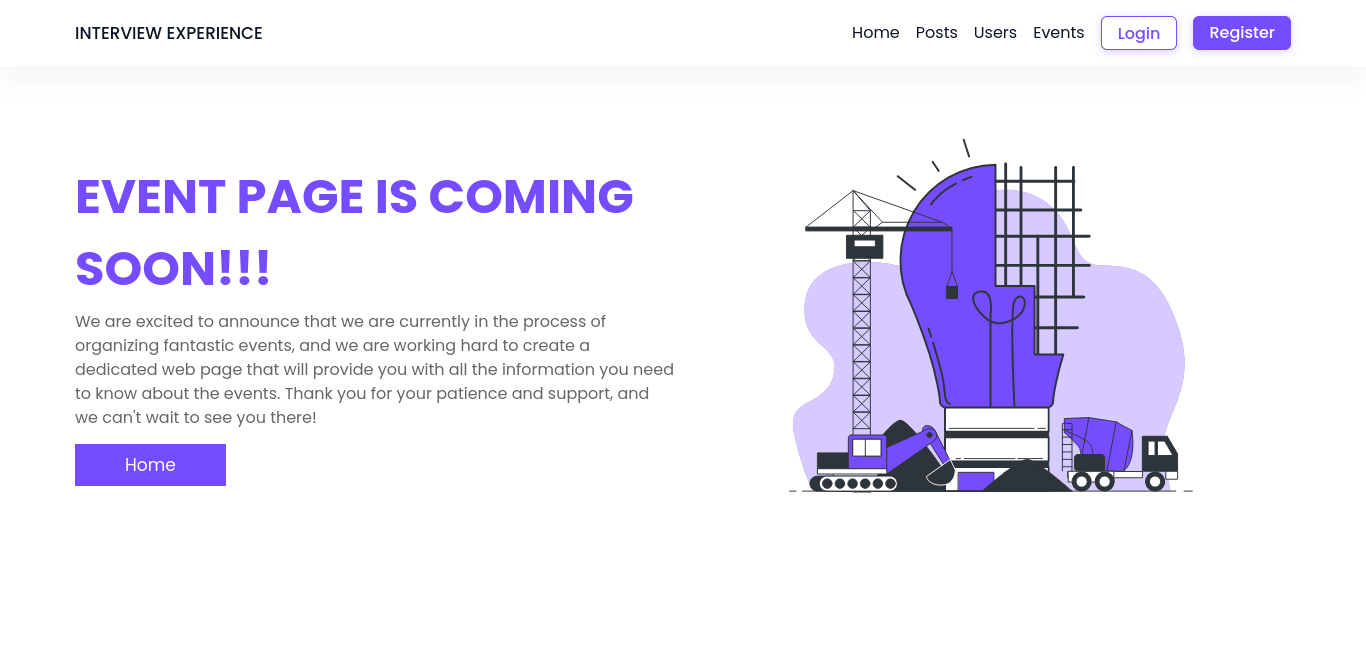 INTERVIEW EXPERIENCE
Home Posts Users Events Login Register
EVENT PAGE IS COMING
SOON!!!
We are excited to announce that we are currently in the process of
organizing fantastic events, and we are working hard to create a
dedicated web page that will provide you with all the information you need
to know about the events. Thank you for your patience and support, and
we can't wait to see you there!
Home